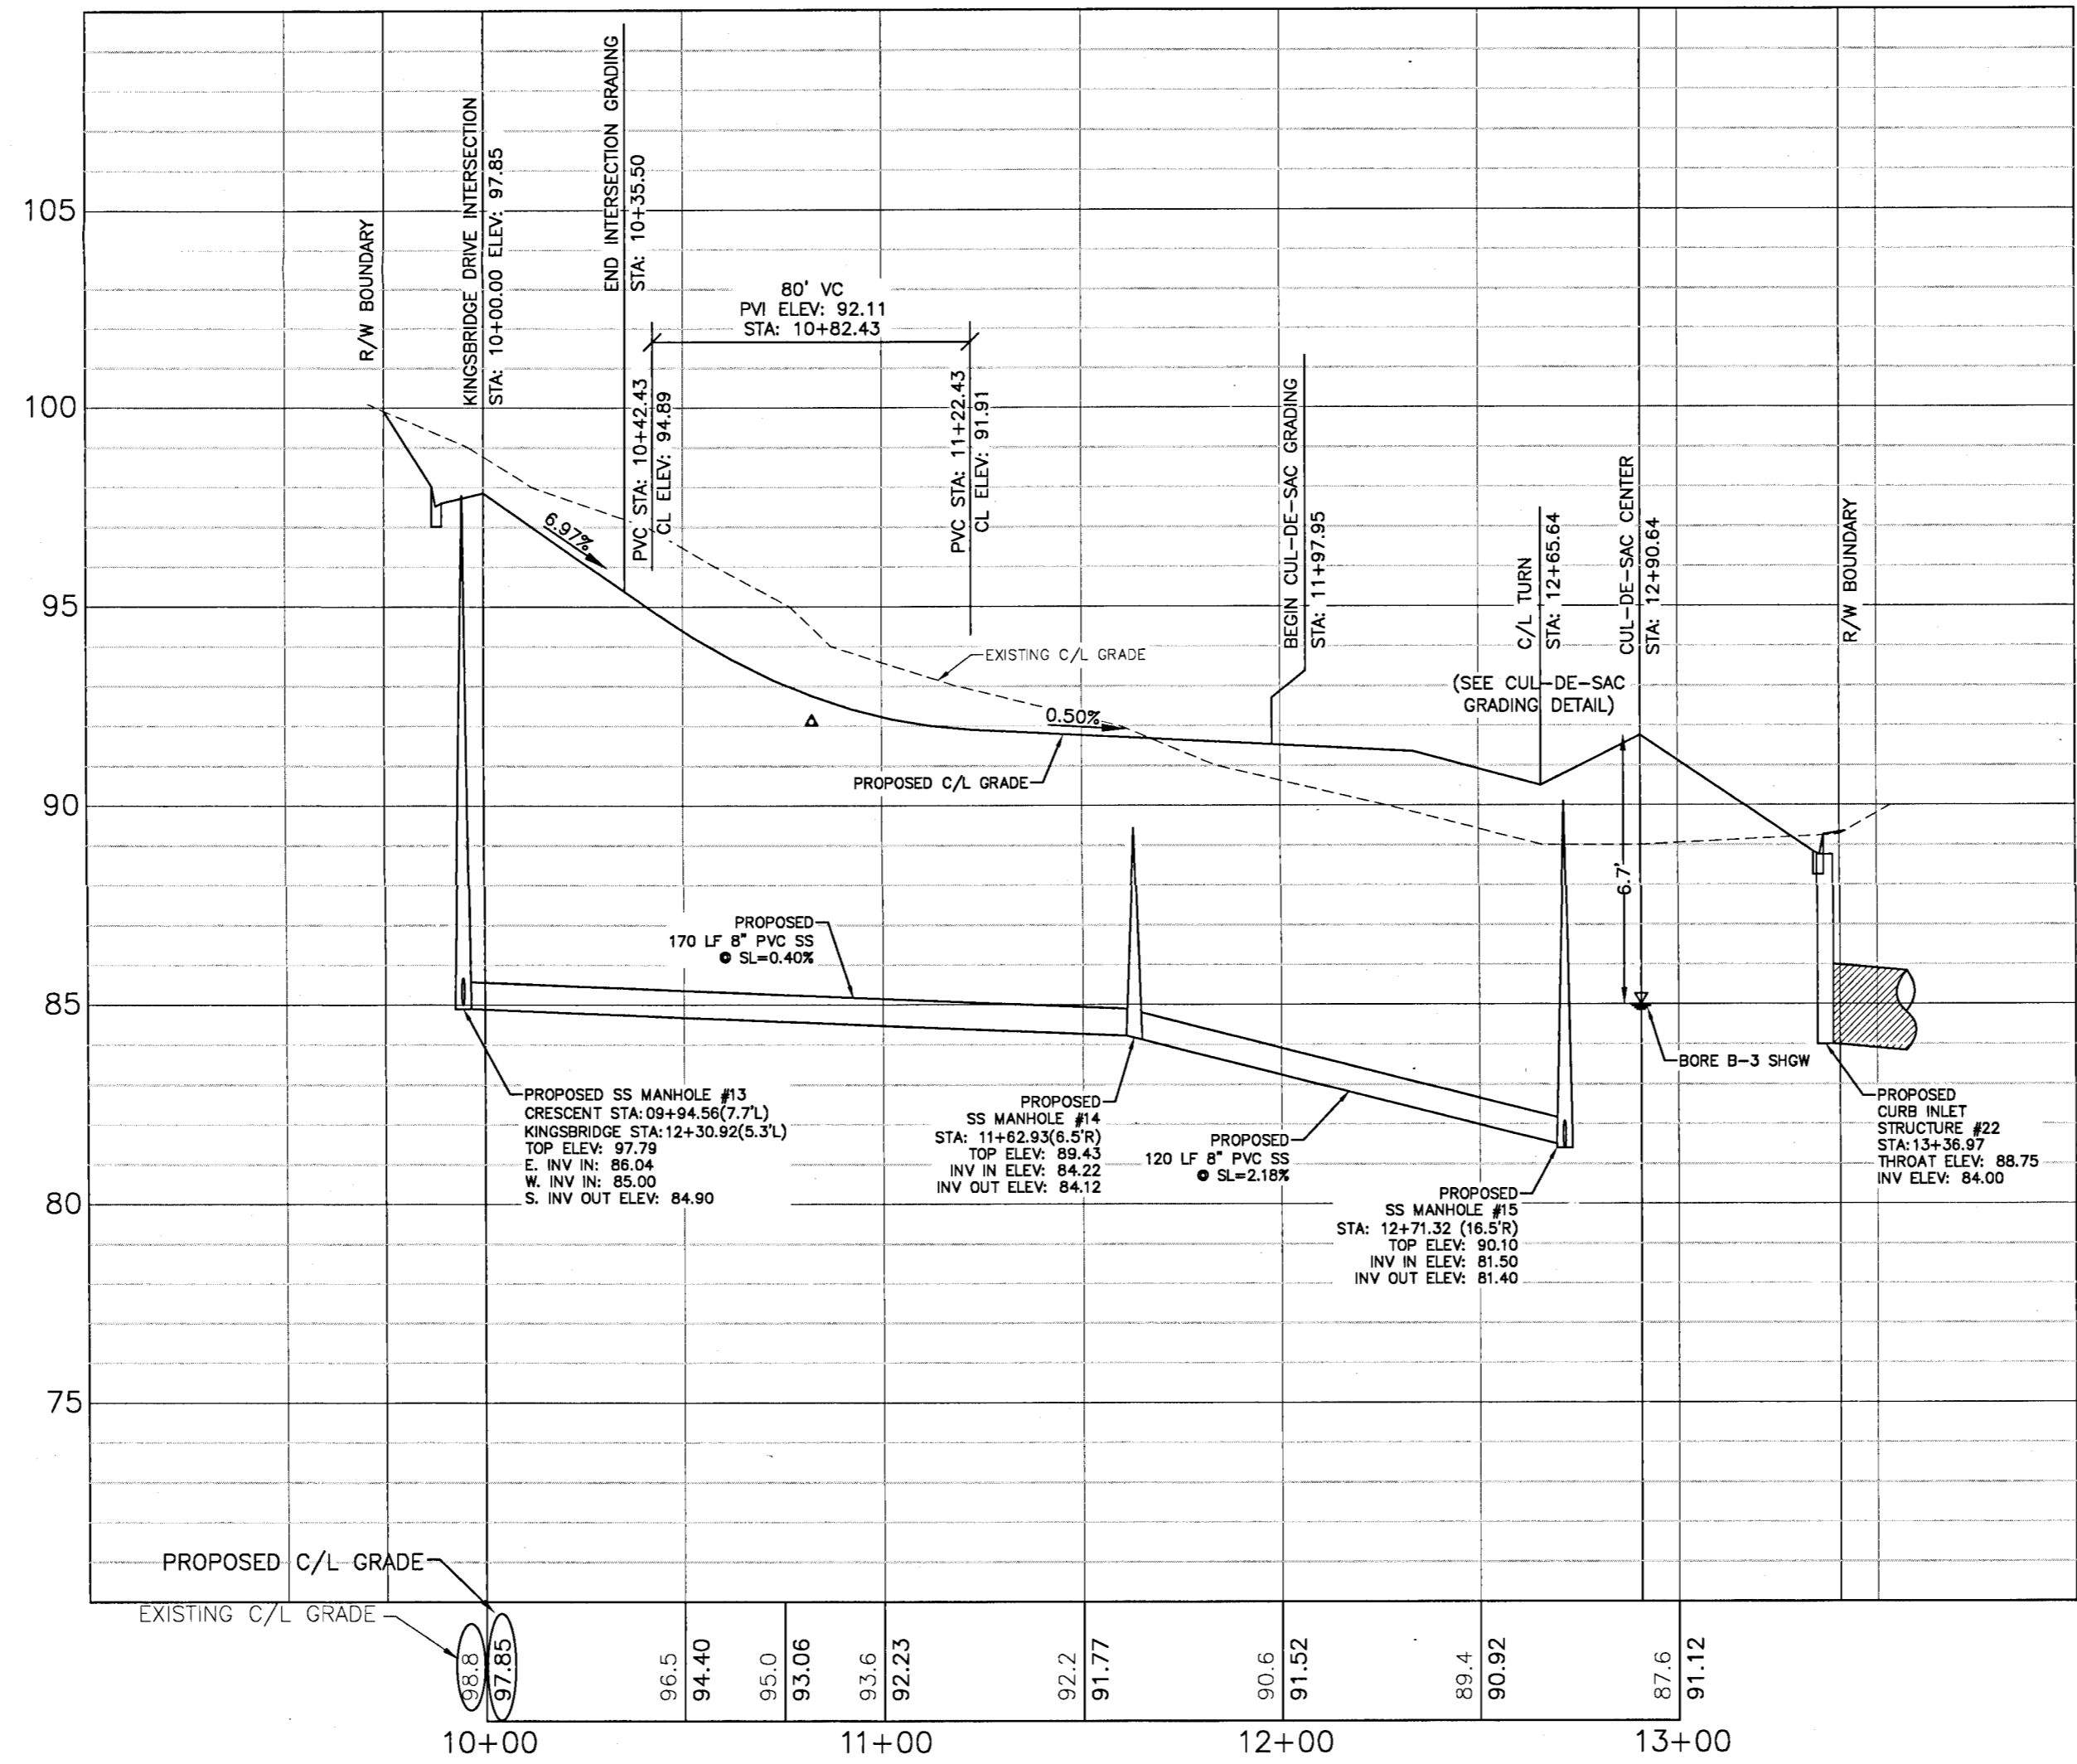 105
100
95
90
85
80
75
R/W BOUNDARY
KINGSBRIDGE DRIVE INTERSECTION
STA: 10+00.00 ELEV: 97.85
END INTERSECTION GRADING
STA: 10+35.50
80' VC
PVI ELEV: 92.11
STA: 10+82.43
PVC STA: 10+42.43
CL ELEV: 94.89
PVC STA: 11+22.43
CL ELEV: 91.91
BEGIN CUL-DE-SAC GRADING
STA: 11+97.95
C/L TURN
STA: 12+65.64
CUL-DE-SAC CENTER
STA: 12+90.64
R/W BOUNDARY
6.97%
EXISTING C/L GRADE
0.50%
(SEE CUL-DE-SAC
GRADING DETAIL)
PROPOSED C/L GRADE
6.7'
PROPOSED
170 LF 8" PVC SS
@ SL=0.40%
BORE B-3 SHGW
PROPOSED SS MANHOLE #13
CRESCENT STA: 09+94.56(7.7'L)
KINGSBRIDGE STA: 12+30.92(5.3'L)
TOP ELEV: 97.79
E. INV IN: 86.04
W. INV IN: 85.00
S. INV OUT ELEV: 84.90
PROPOSED
SS MANHOLE #14
STA: 11+62.93(6.5'R)
TOP ELEV: 89.43
INV IN ELEV: 84.22
INV OUT ELEV: 84.12
PROPOSED
120 LF 8" PVC SS
@ SL=2.18%
PROPOSED
SS MANHOLE #15
STA: 12+71.32 (16.5'R)
TOP ELEV: 90.10
INV IN ELEV: 81.50
INV OUT ELEV: 81.40
PROPOSED
CURB INLET
STRUCTURE #22
STA: 13+36.97
THROAT ELEV: 88.75
INV ELEV: 84.00
PROPOSED C/L GRADE
EXISTING C/L GRADE
98.8
97.85
96.5
94.40
95.0
93.06
93.6
92.23
92.2
91.77
90.6
91.52
89.4
90.92
87.6
91.12
10+00
11+00
12+00
13+00